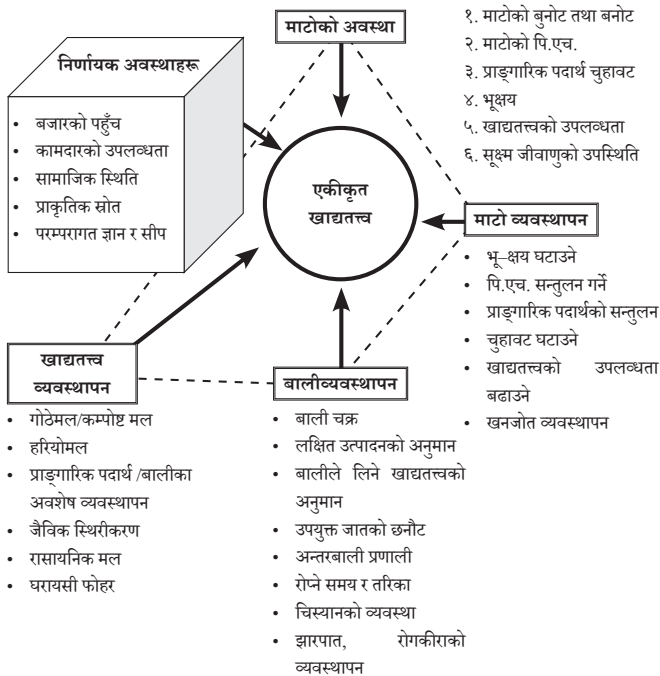 माटोको अवस्था
१. माटोको बुनोट तथा बनोट
२. माटोको पि.एच.
३. प्राङ्गारिक पदार्थ चुहावट
४. भूक्षय
५. खाद्यतत्त्वको उपलव्धता
६. सूक्ष्म जीवाणुको उपस्थिति
निर्णायक अवस्थाहरू
• बजारको पहुँच
• कामदारको उपलव्धता
• सामाजिक स्थिति
• प्राकृतिक स्रोत
• परम्परागत ज्ञान र सीप
एकीकृत
खाद्यतत्त्व
माटो व्यवस्थापन
• भू–क्षय घटाउने
• पि.एच. सन्तुलन गर्ने
• प्राङ्गारिक पदार्थको सन्तुलन
• चुहावट घटाउने
• खाद्यतत्त्वको उपलव्धता
बढाउने
• खनजोत व्यवस्थापन
खाद्यतत्त्व
व्यवस्थापन
• गोठेमल/कम्पोष्ट मल
• हरियोमल
• प्राङ्गारिक पदार्थ /बालीका
अवशेष व्यवस्थापन
• जैविक स्थिरीकरण
• रासायनिक मल
• घरायसी फोहर
बालीव्यवस्थापन
• बाली चक्र
• लक्षित उत्पादनको अनुमान
• बालीले लिने खाद्यतत्त्वको
अनुमान
• उपयुक्त जातको छनौट
• अन्तरबाली प्रणाली
• रोप्ने समय र तरिका
• चिस्यानको व्यवस्था
• झारपात, रोगकीराको
व्यवस्थापन